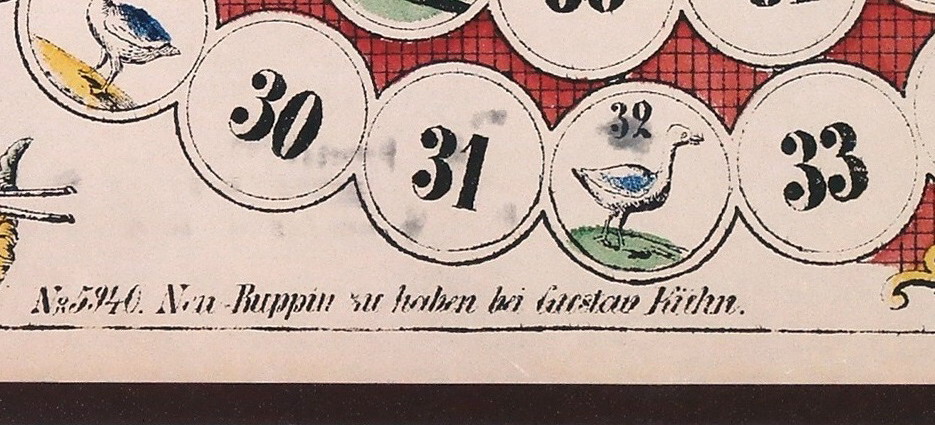 30
31
32
33
No 5940. Neu-Ruppin zu haben bei Gustav Kühn.